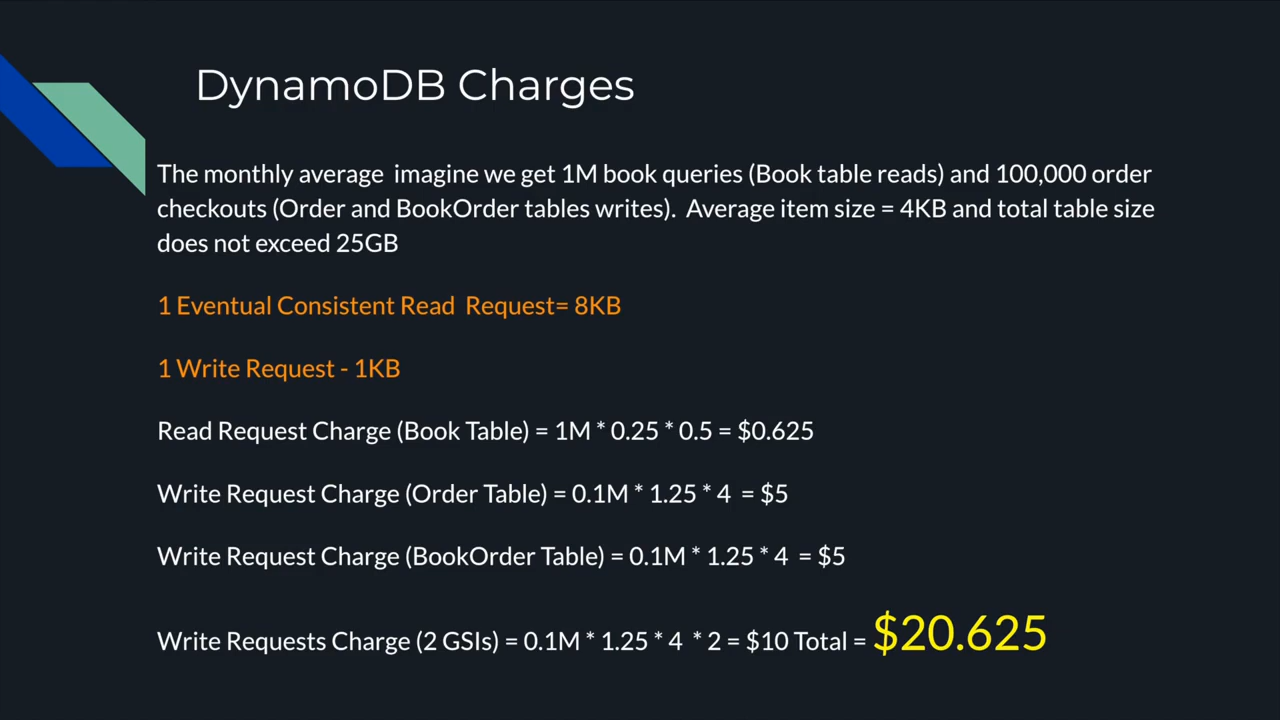 DynamoDB Charges
The monthly average imagine we get 1M book queries (Book table reads) and 100,000 order
checkouts (Order and BookOrder tables writes). Average item size = 4KB and total table size
does not exceed 25GB
1 Eventual Consistent Read Request= 8KB
1 Write Request - 1KB
Read Request Charge (Book Table) = 1M * 0.25 * 0.5 = $0.625
Write Request Charge (Order Table) = 0.1M * 1.25 * 4 = $5
Write Request Charge (BookOrder Table) = 0.1M * 1.25 * 4 = $5
Write Requests Charge (2 GSIs) = 0.1M * 1.25 * 4 * 2 = $10 Total = $20.625